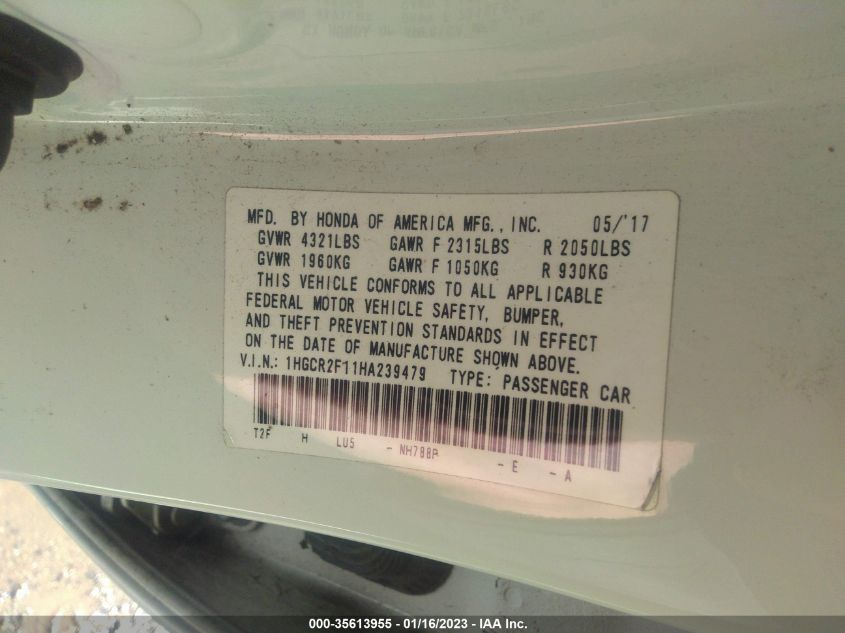 MFD. BY HONDA OF AMERICA MFG., INC. 05/'17
GVWR 4321LBS GAWR F 2315LBS R 2050LBS
GVWR 1960KG GAWR F 1050KG R 930KG
THIS VEHICLE CONFORMS TO ALL APPLICABLE
FEDERAL MOTOR VEHICLE SAFETY, BUMPER,
AND THEFT PREVENTION STANDARDS IN EFFECT
ON THE DATE OF MANUFACTURE SHOWN ABOVE.
V.I.N.: 1HGCR2F11HA239479 TYPE: PASSENGER CAR
T2F H LU5 - NH788P - E - A
000-35613955 - 01/16/2023 - IAA Inc.